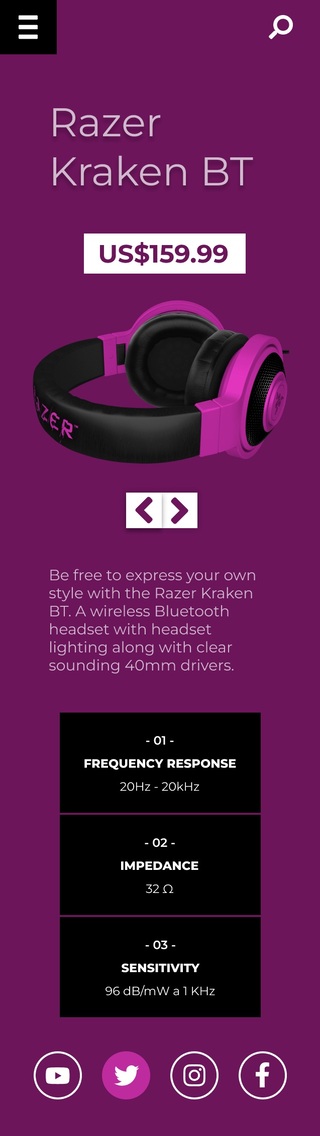 Razer
Kraken BT
US$159.99
Be free to express your own
style with the Razer Kraken
BT. A wireless Bluetooth
headset with headset
lighting along with clear
sounding 40mm drivers.
- 01 -
FREQUENCY RESPONSE
20Hz - 20kHz
- 02 -
IMPEDANCE
32 Ω
- 03 -
SENSITIVITY
96 dB/mW a 1 KHz